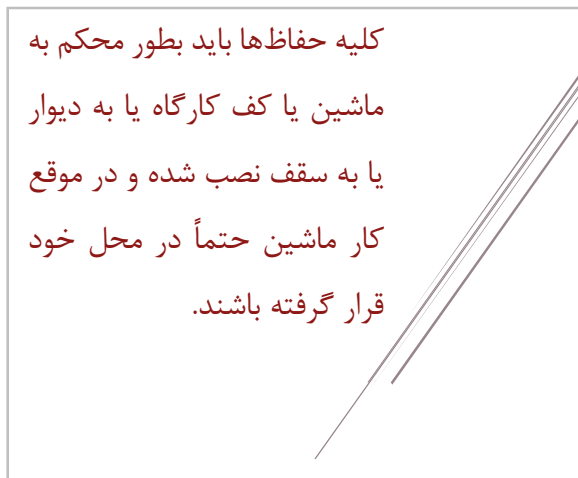 کلیه حفاظ‌ها باید بطور محکم به
ماشین یا کف کارگاه یا به دیوار
یا به سقف نصب شده و در موقع
کار ماشین حتماً در محل خود
قرار گرفته باشند.